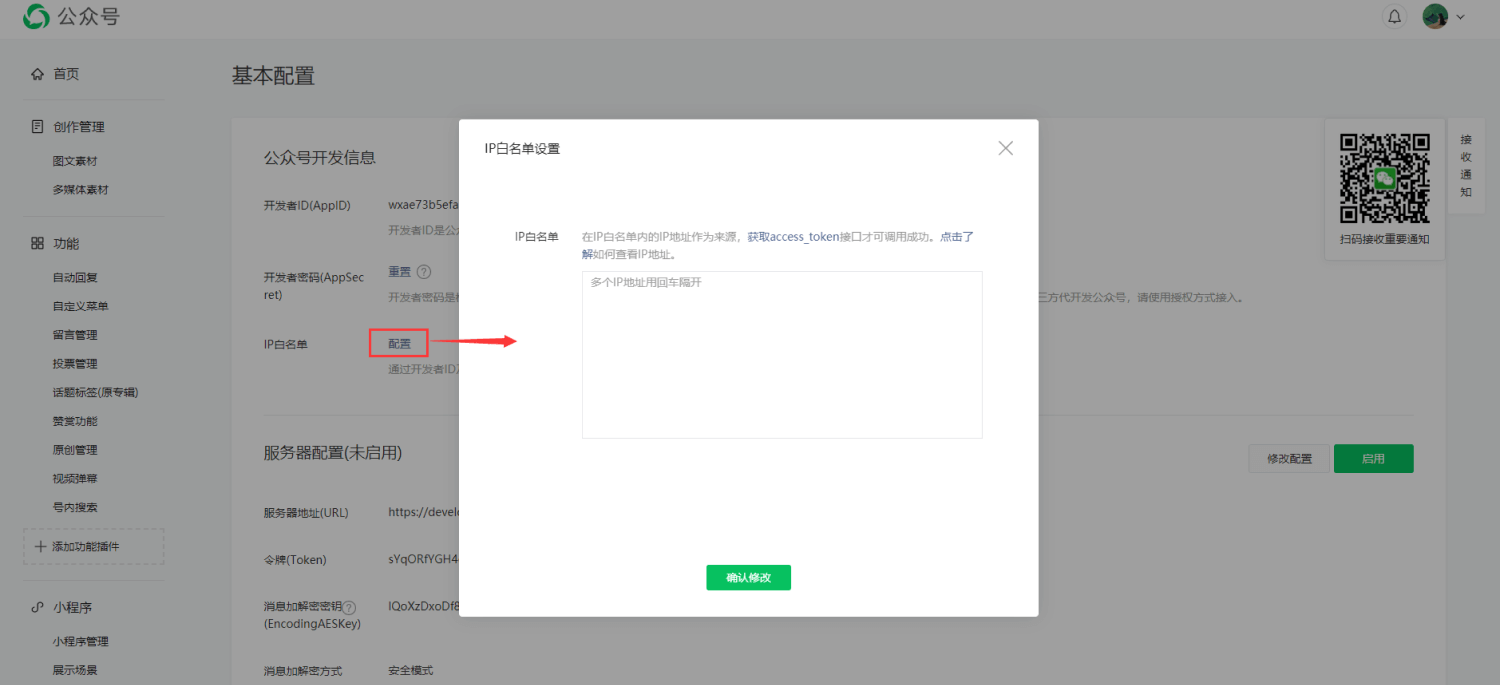 公众号
首页
创作管理
图文素材
多媒体素材
功能
自动回复
自定义菜单
留言管理
投票管理
话题标签(原专辑)
赞赏功能
原创管理
视频弹幕
号内搜索
添加功能插件
小程序
小程序管理
展示场景
基本配置
公众号开发信息
开发者ID(AppID)
wxae73b5efa
开发者ID是公
开发者密码(AppSec
ret)
重置
开发者密码是
三方代开发公众号，请使用授权方式接入。
IP白名单
配置
通过开发者ID
服务器配置(未启用)
修改配置
启用
服务器地址(URL)
https://devel
令牌(Token)
sYqORfYGH4
消息加解密密钥
(EncodingAESKey)
IQoXzDxoDf8
消息加解密方式
安全模式
IP白名单设置
IP白名单
在IP白名单内的IP地址作为来源，获取access_token接口才可调用成功。点击了
解如何查看IP地址。
多个IP地址用回车隔开
确认修改
扫码接收重要通知
接
收
通
知